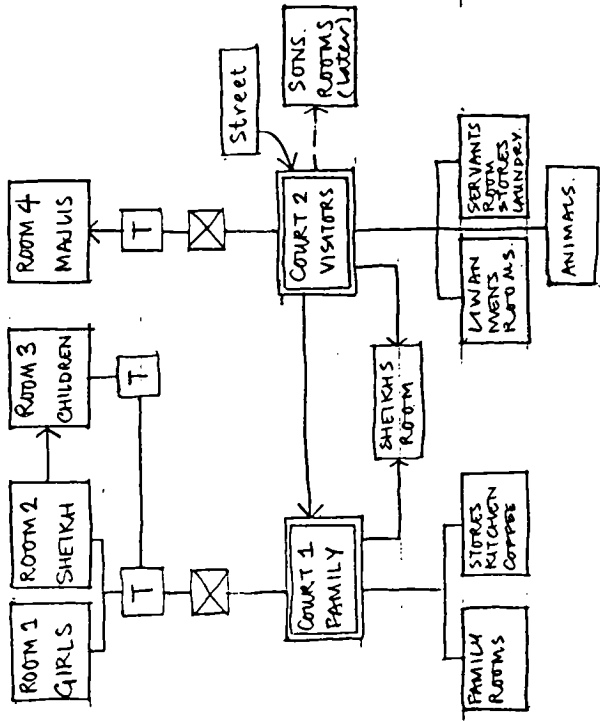 ROOM 1
GIRLS
ROOM 2
SHEIKH
ROOM 3
CHILDREN
ROOM 4
MAJLIS
T
T
T
COURT 1
FAMILY
COURT 2
VISITORS
Street
SONS.
ROOMS
(later).
SHEIKHS
ROOM
FAMILY
ROOMS
STORES
KITCHEN
COFFEE
LIWAN
MENS
ROOMS.
SERVANTS
ROOM
STORES
LAUNDRY.
ANIMALS.